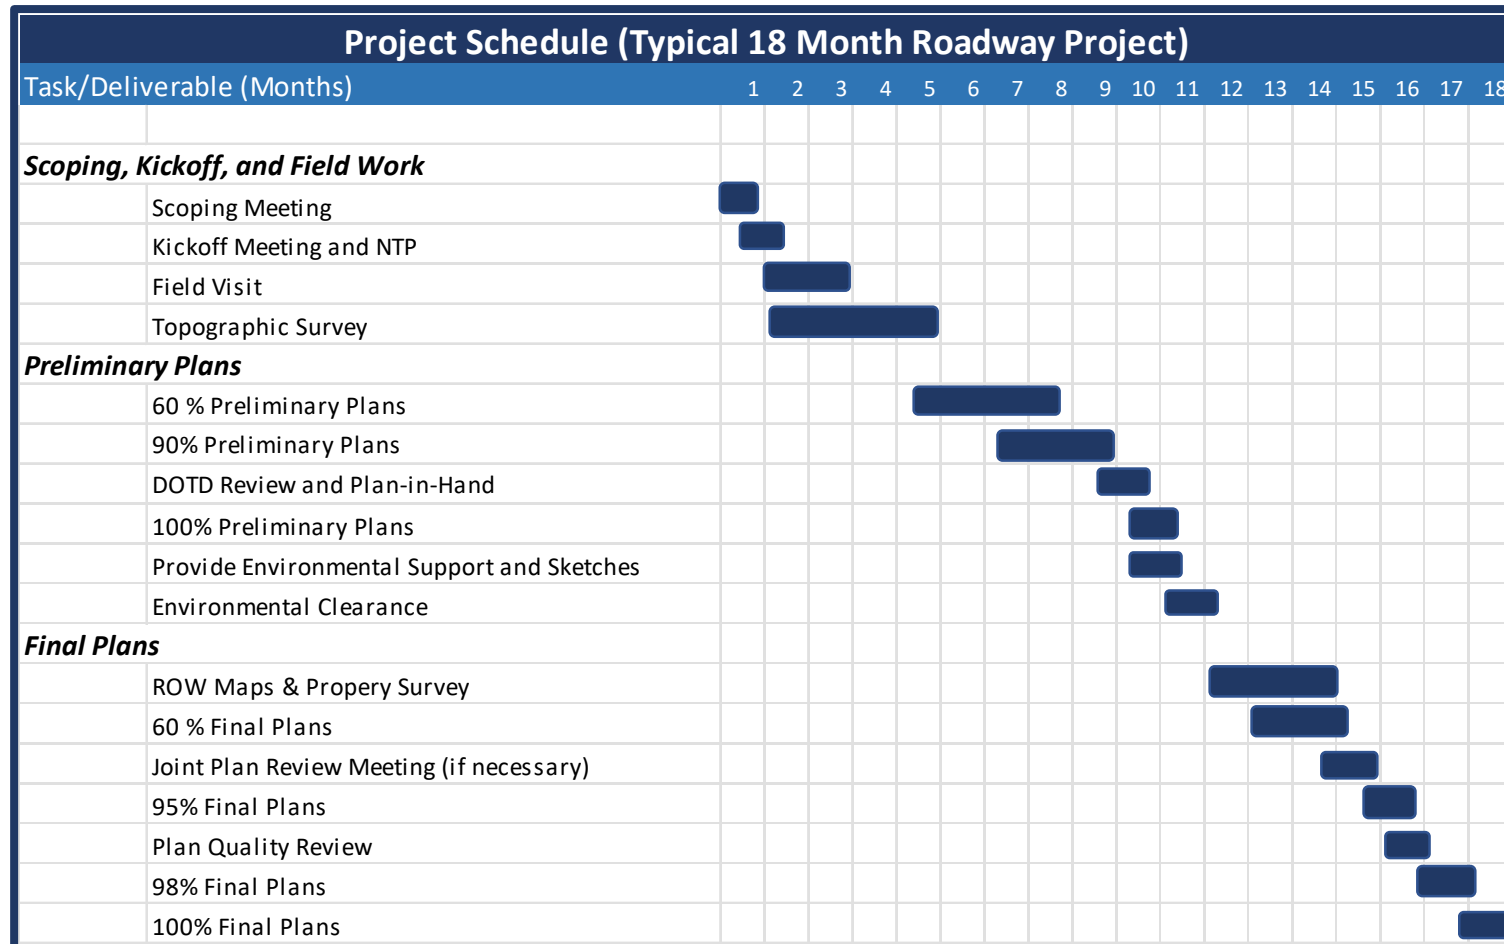 Project Schedule (Typical 18 Month Roadway Project)
Task/Deliverable (Months) 1 2 3 4 5 6 7 8 9 10 11 12 13 14 15 16 17 18
Scoping, Kickoff, and Field Work
Scoping Meeting
Kickoff Meeting and NTP
Field Visit
Topographic Survey
Preliminary Plans
60 % Preliminary Plans
90% Preliminary Plans
DOTD Review and Plan-in-Hand
100% Preliminary Plans
Provide Environmental Support and Sketches
Environmental Clearance
Final Plans
ROW Maps & Propery Survey
60 % Final Plans
Joint Plan Review Meeting (if necessary)
95% Final Plans
Plan Quality Review
98% Final Plans
100% Final Plans